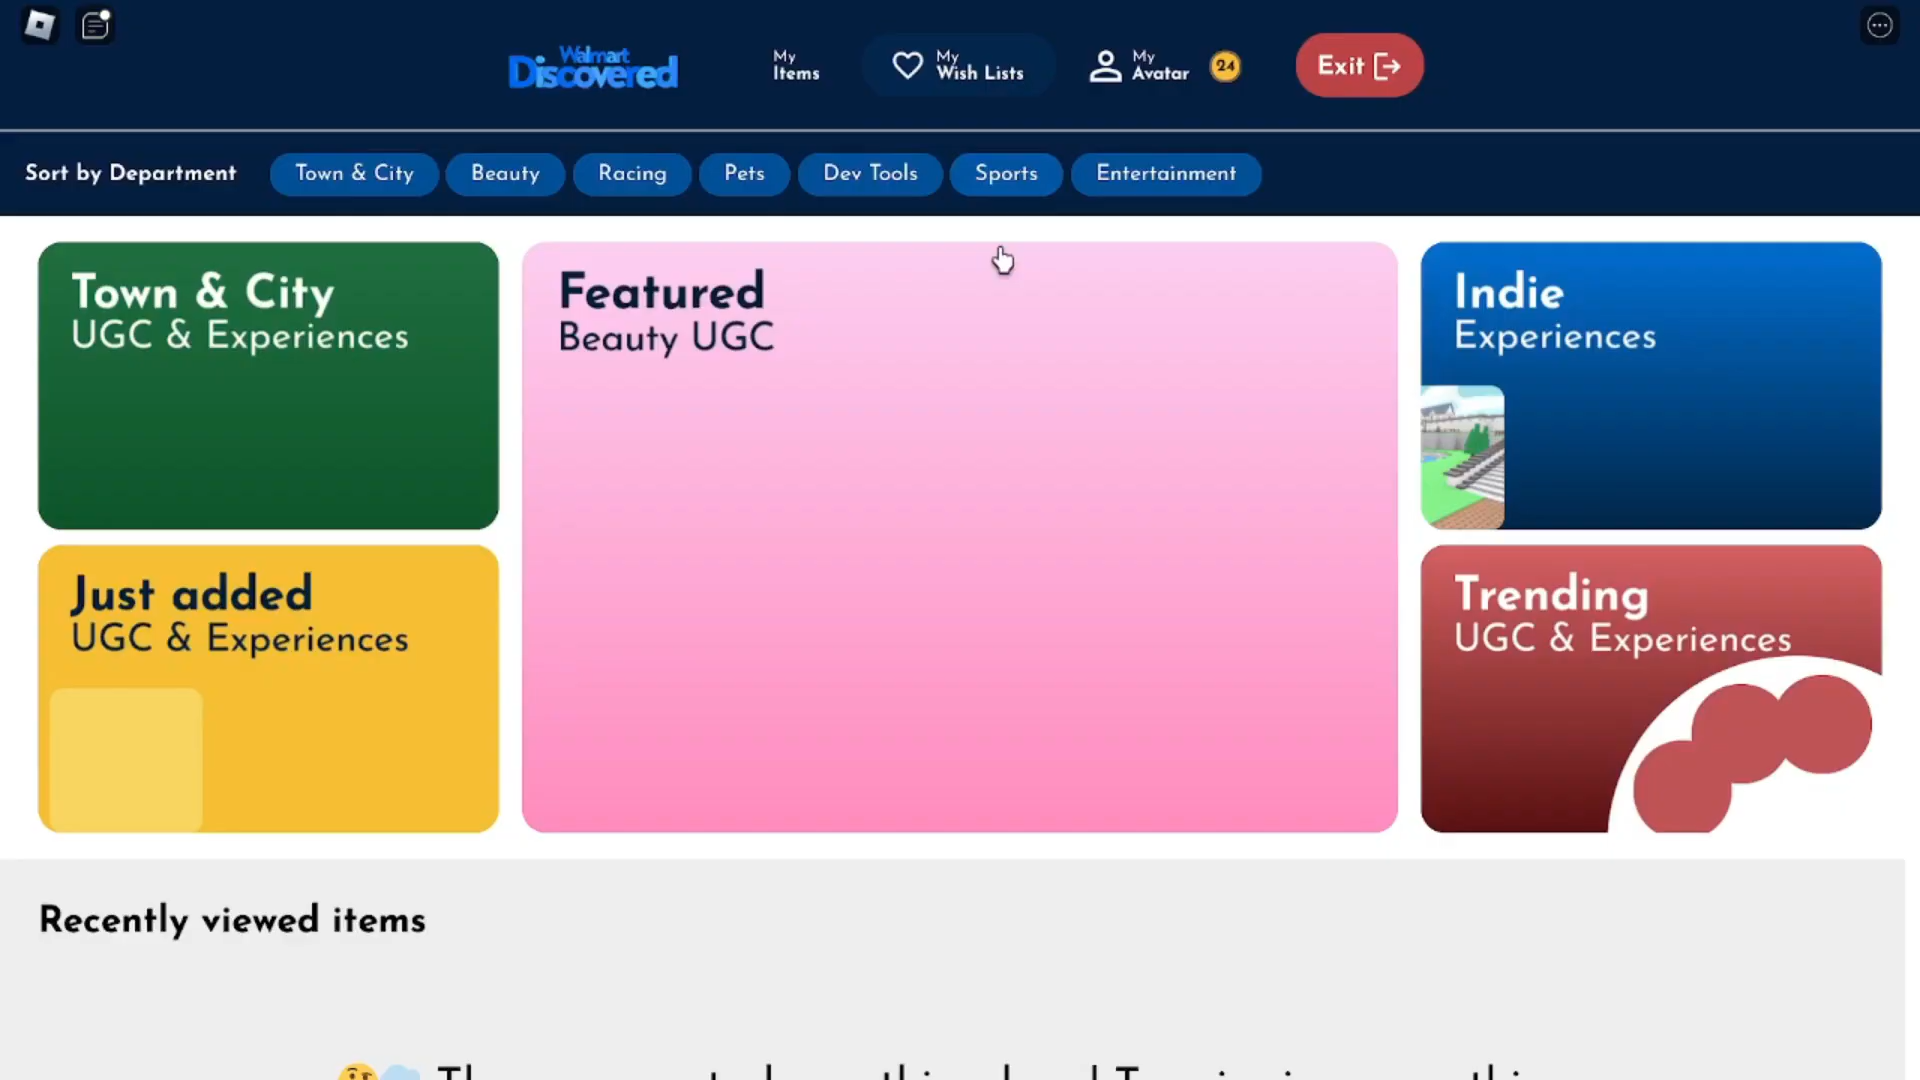 Walmart
Discovered
My
Items
My
Wish Lists
My
Avatar
24
Exit
Sort by Department
Town & City
Beauty
Racing
Pets
Dev Tools
Sports
Entertainment
Town & City
UGC & Experiences
Featured
Beauty UGC
Indie
Experiences
Just added
UGC & Experiences
Trending
UGC & Experiences
Recently viewed items